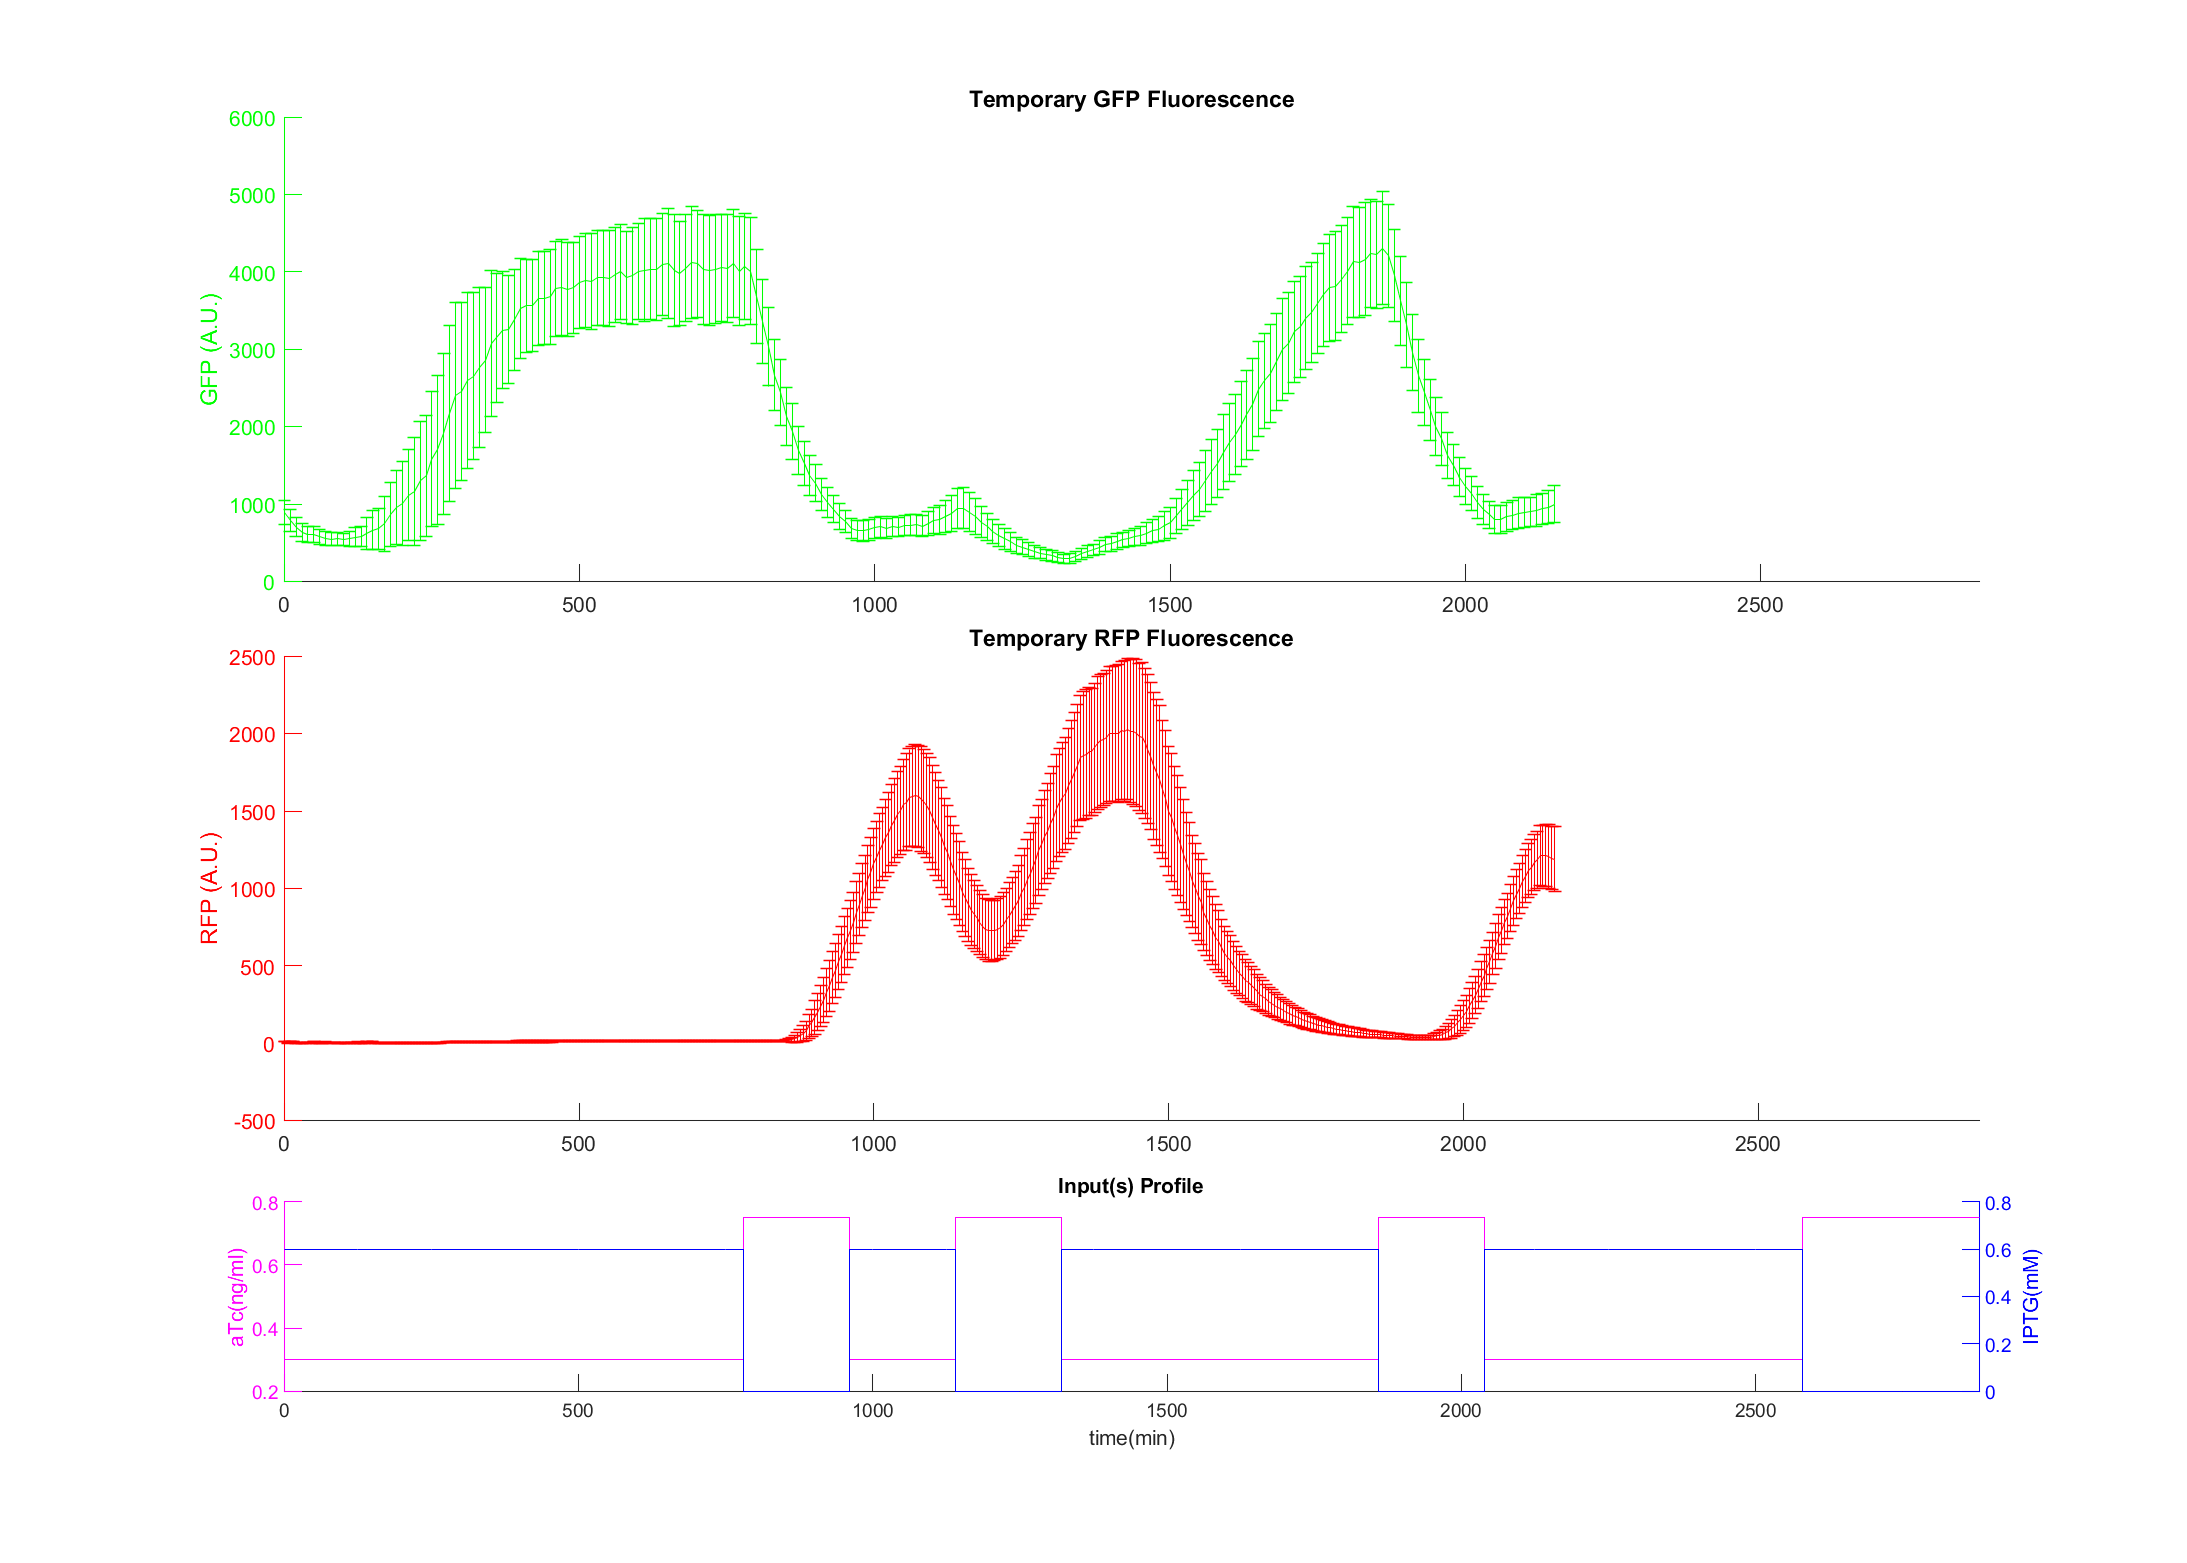 Temporary GFP Fluorescence
6000
5000
4000
3000
2000
1000
0
GFP (A.U.)
0 500 1000 1500 2000 2500
Temporary RFP Fluorescence
2500
2000
1500
1000
500
0
-500
RFP (A.U.)
0 500 1000 1500 2000 2500
Input(s) Profile
0.8
0.6
0.4
0.2
aTc(ng/ml)
0.8
0.6
0.4
0.2
0
IPTG(mM)
0 500 1000 1500 2000 2500
time(min)